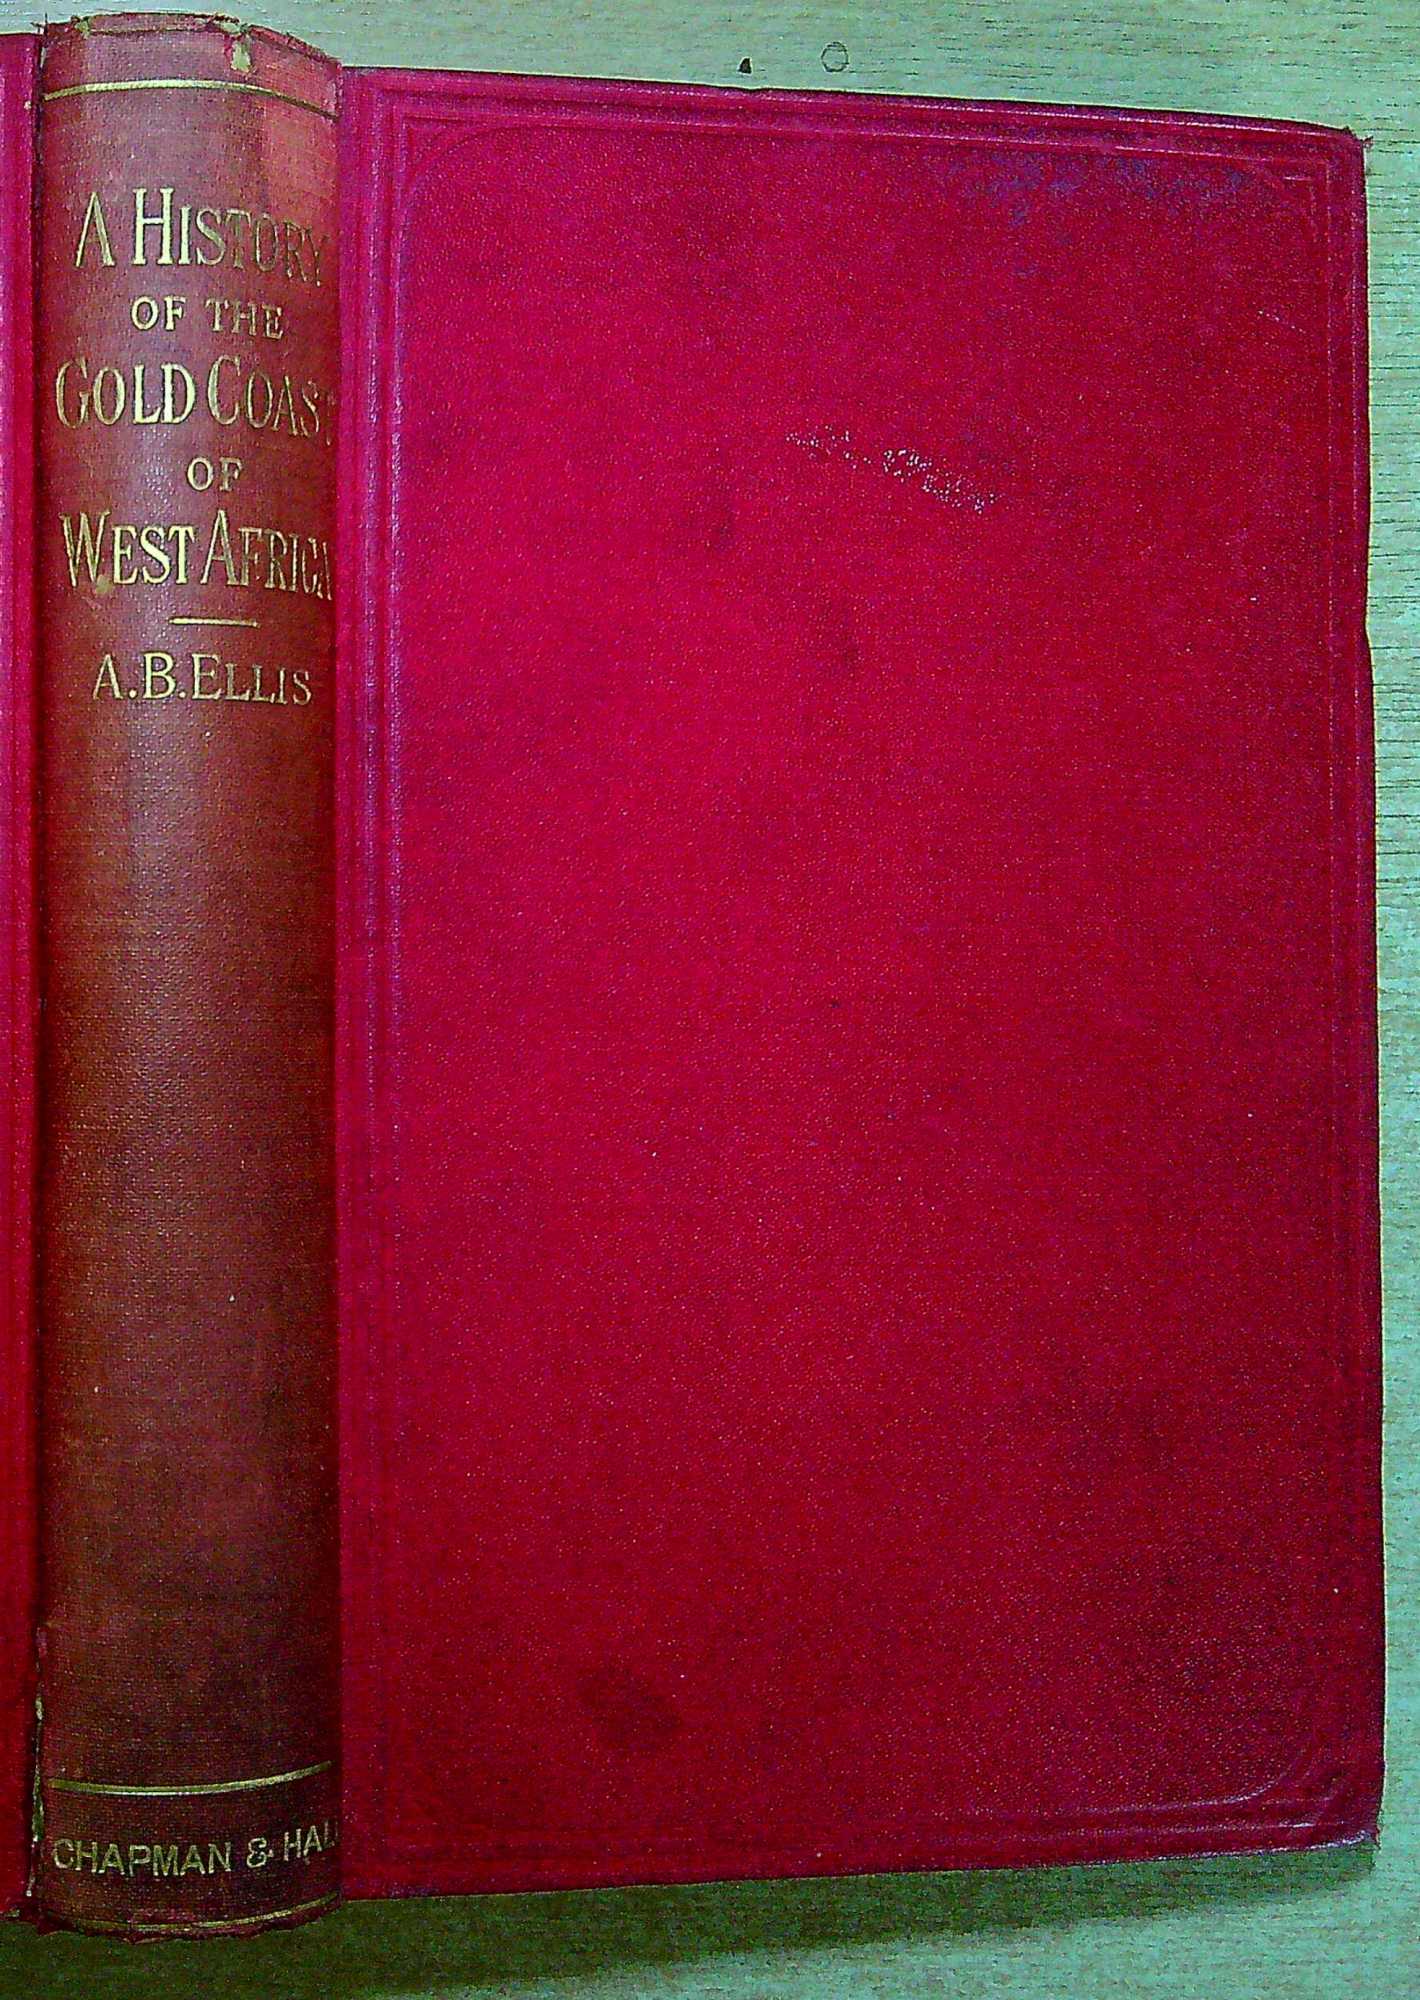 A HISTORY
OF THE
GOLD COAST
OF
WEST AFRICA
A.B. ELLIS
CHAPMAN & HALL